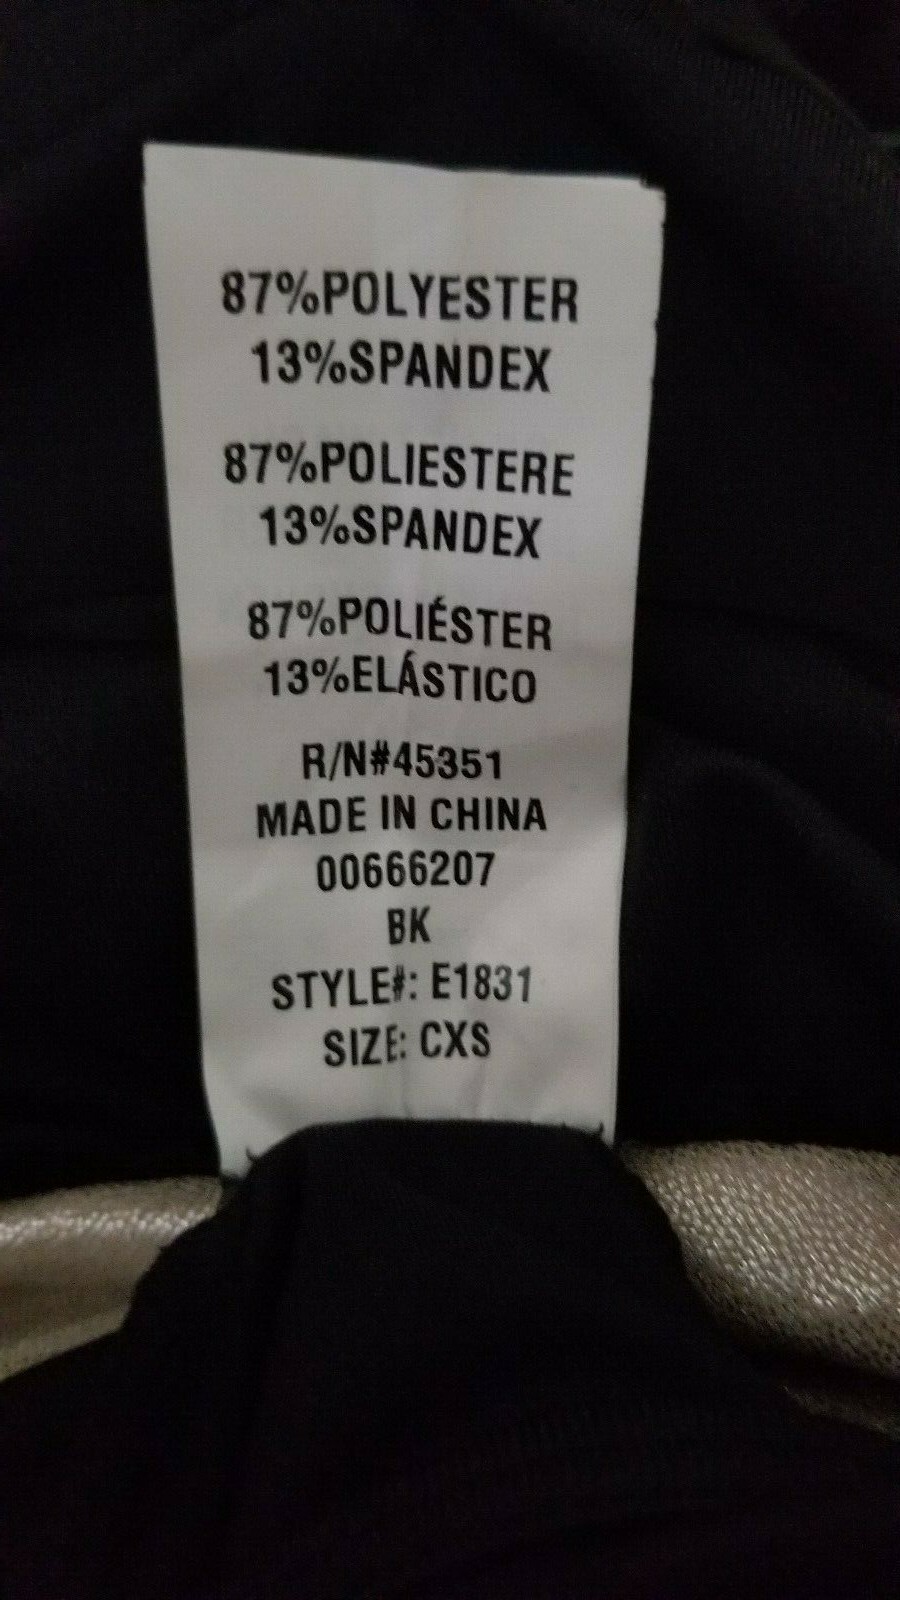 87%POLYESTER
13%SPANDEX
87%POLIESTERE
13%SPANDEX
87%POLIÉSTER
13%ELÁSTICO
R/N#45351
MADE IN CHINA
00666207
BK
STYLE#: E1831
SIZE: CXS